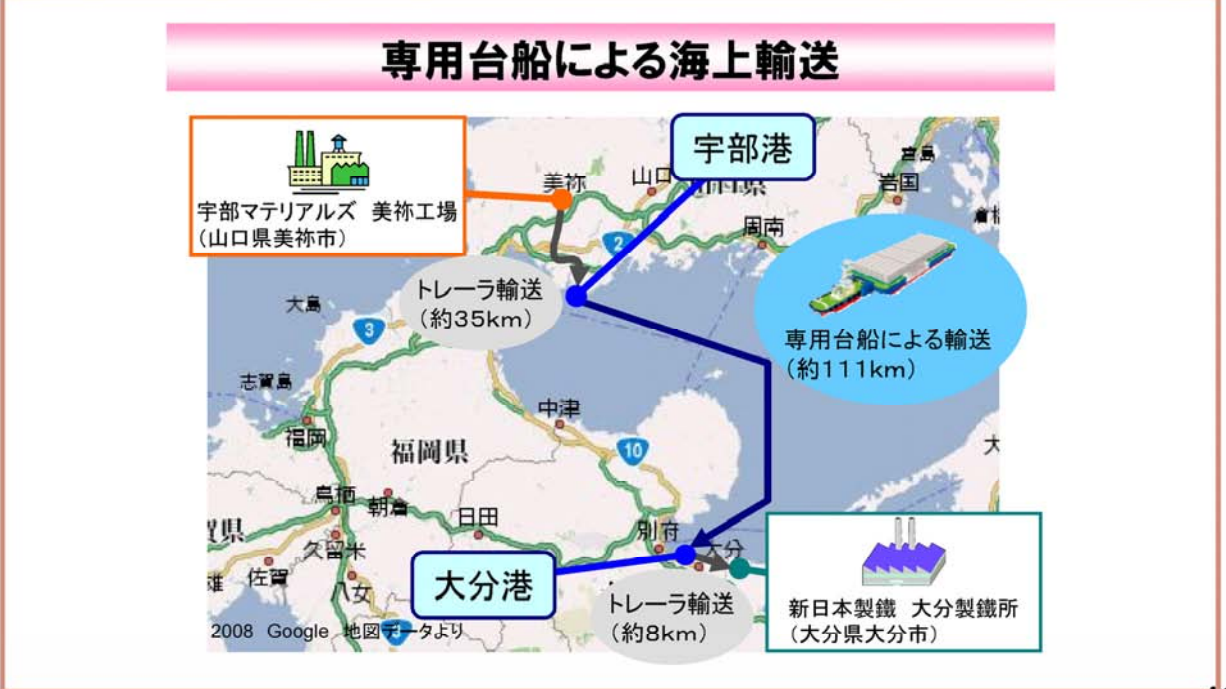 専用台船による海上輸送
宇部港
宮島
美祢
山口
岩国
宇部マテリアルズ 美祢工場
(山口県美祢市)
周南
2
トレーラ輸送
(約35km)
大島
3
専用台船による輸送
(約111km)
志賀島
中津
福岡
福岡県
10
大
鳥栖
朝倉
日田
別府
賀県
久留米
大分
佐賀
雄
八女
大分港
トレーラ輸送
(約8km)
新日本製鐵 大分製鐵所
(大分県大分市)
2008 Google 地図データより
3